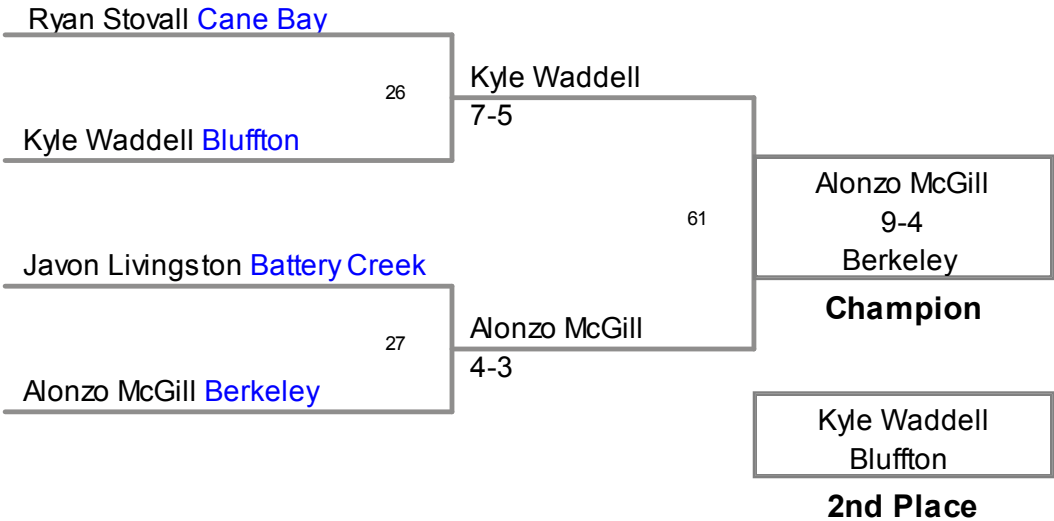 Ryan Stovall Cane Bay
26
Kyle Waddell
7-5
Kyle Waddell Bluffton
Alonzo McGill
9-4
Berkeley
Champion
61
Javon Livingston Battery Creek
27
Alonzo McGill
4-3
Alonzo McGill Berkeley
Kyle Waddell
Bluffton
2nd Place